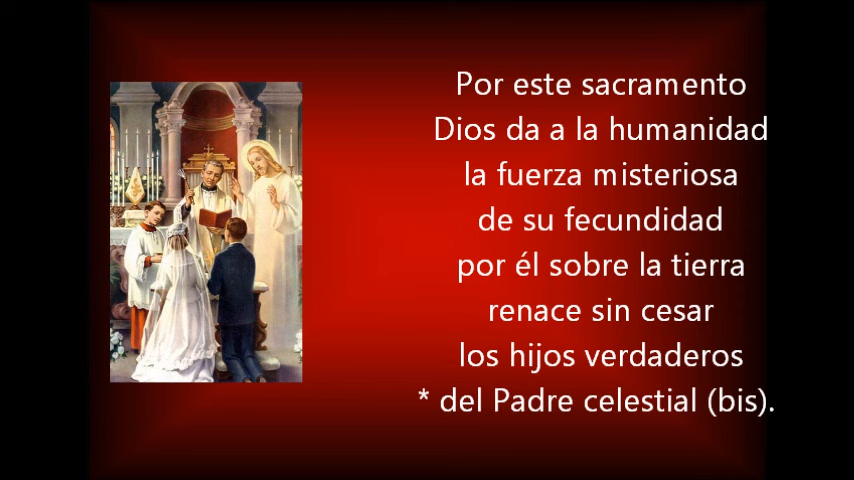 Por este sacramento
Dios da a la humanidad
la fuerza misteriosa
de su fecundidad
por él sobre la tierra
renace sin cesar
los hijos verdaderos
* del Padre celestial (bis).